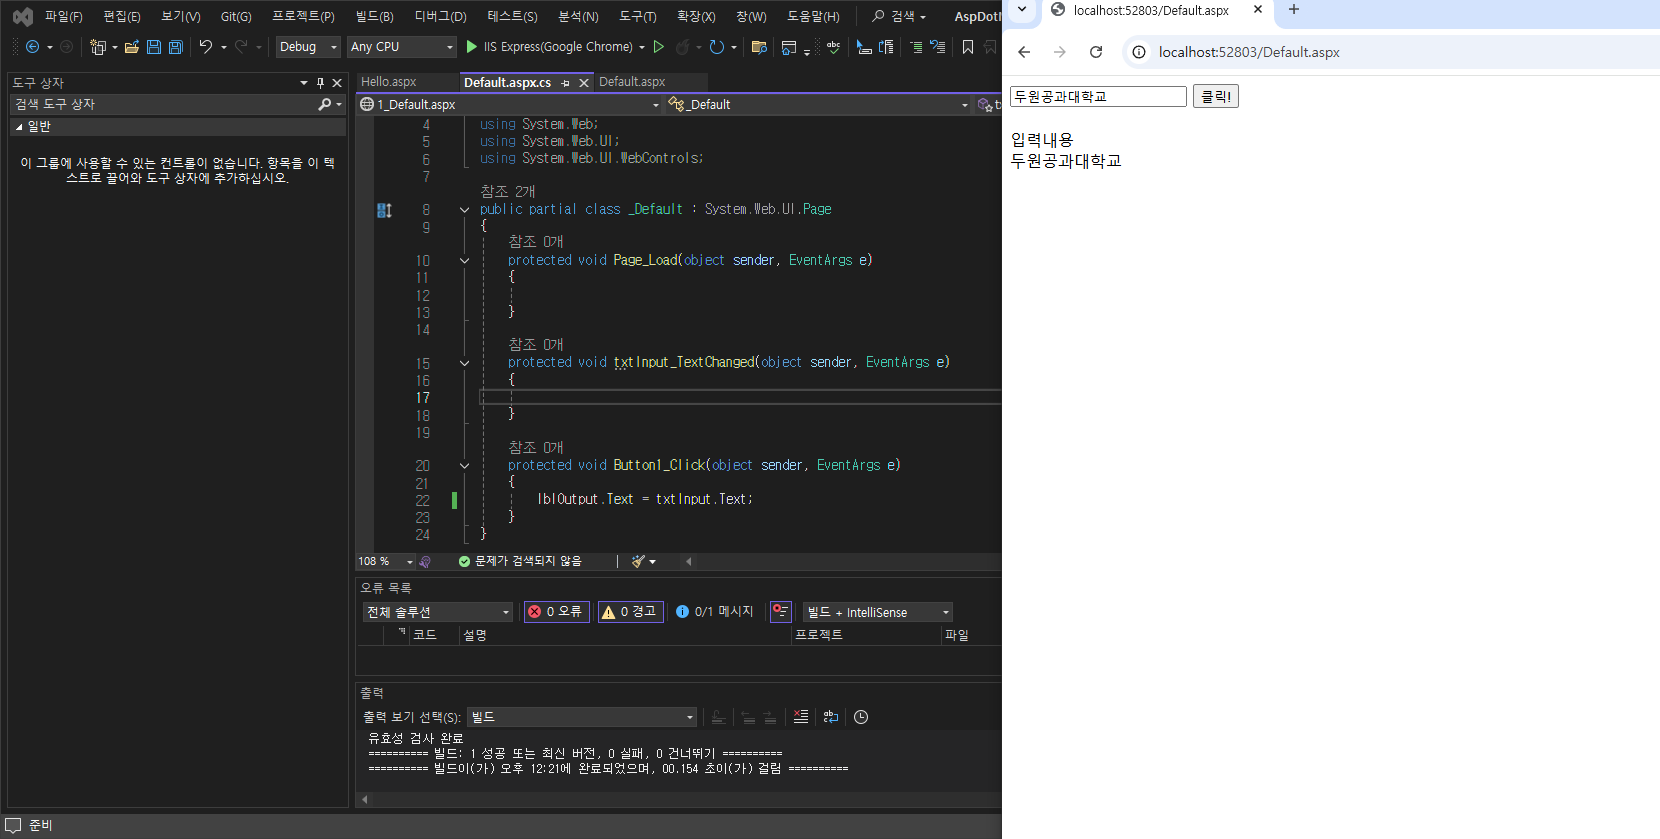 파일(F) 편집(E) 보기(V) Git(G) 프로젝트(P) 빌드(B) 디버그(D) 테스트(S) 분석(N) 도구(T) 확장(X) 창(W) 도움말(H) 검색
Debug Any CPU IIS Express(Google Chrome)
도구 상자
검색 도구 상자
일반
이 그룹에 사용할 수 있는 컨트롤이 없습니다. 항목을 이 텍
스트로 끌어와 도구 상자에 추가하십시오.
Hello.aspx Default.aspx.cs Default.aspx
1_Default.aspx _Default
4 using System.Web;
5 using System.Web.UI;
6 using System.Web.UI.WebControls;
7
참조 2개
8 public partial class _Default : System.Web.UI.Page
9 {
참조 0개
10 protected void Page_Load(object sender, EventArgs e)
11 {
12
13 }
14
참조 0개
15 protected void txtInput_TextChanged(object sender, EventArgs e)
16 {
17
18 }
19
참조 0개
20 protected void Button1_Click(object sender, EventArgs e)
21 {
22 lblOutput.Text = txtInput.Text;
23 }
24 }
108 % 문제가 검색되지 않음
오류 목록
전체 솔루션 0 오류 0 경고 0/1 메시지 빌드 + IntelliSense
코드 설명 프로젝트 파일
출력
출력 보기 선택(S): 빌드
유효성 검사 완료
========== 빌드: 1 성공 또는 최신 버전, 0 실패, 0 건너뛰기 ==========
========== 빌드이(가) 오후 12:21에 완료되었으며, 00.154 초이(가) 걸림 ==========
준비
localhost:52803/Default.aspx
localhost:52803/Default.aspx
두원공과대학교 클릭!
입력내용
두원공과대학교